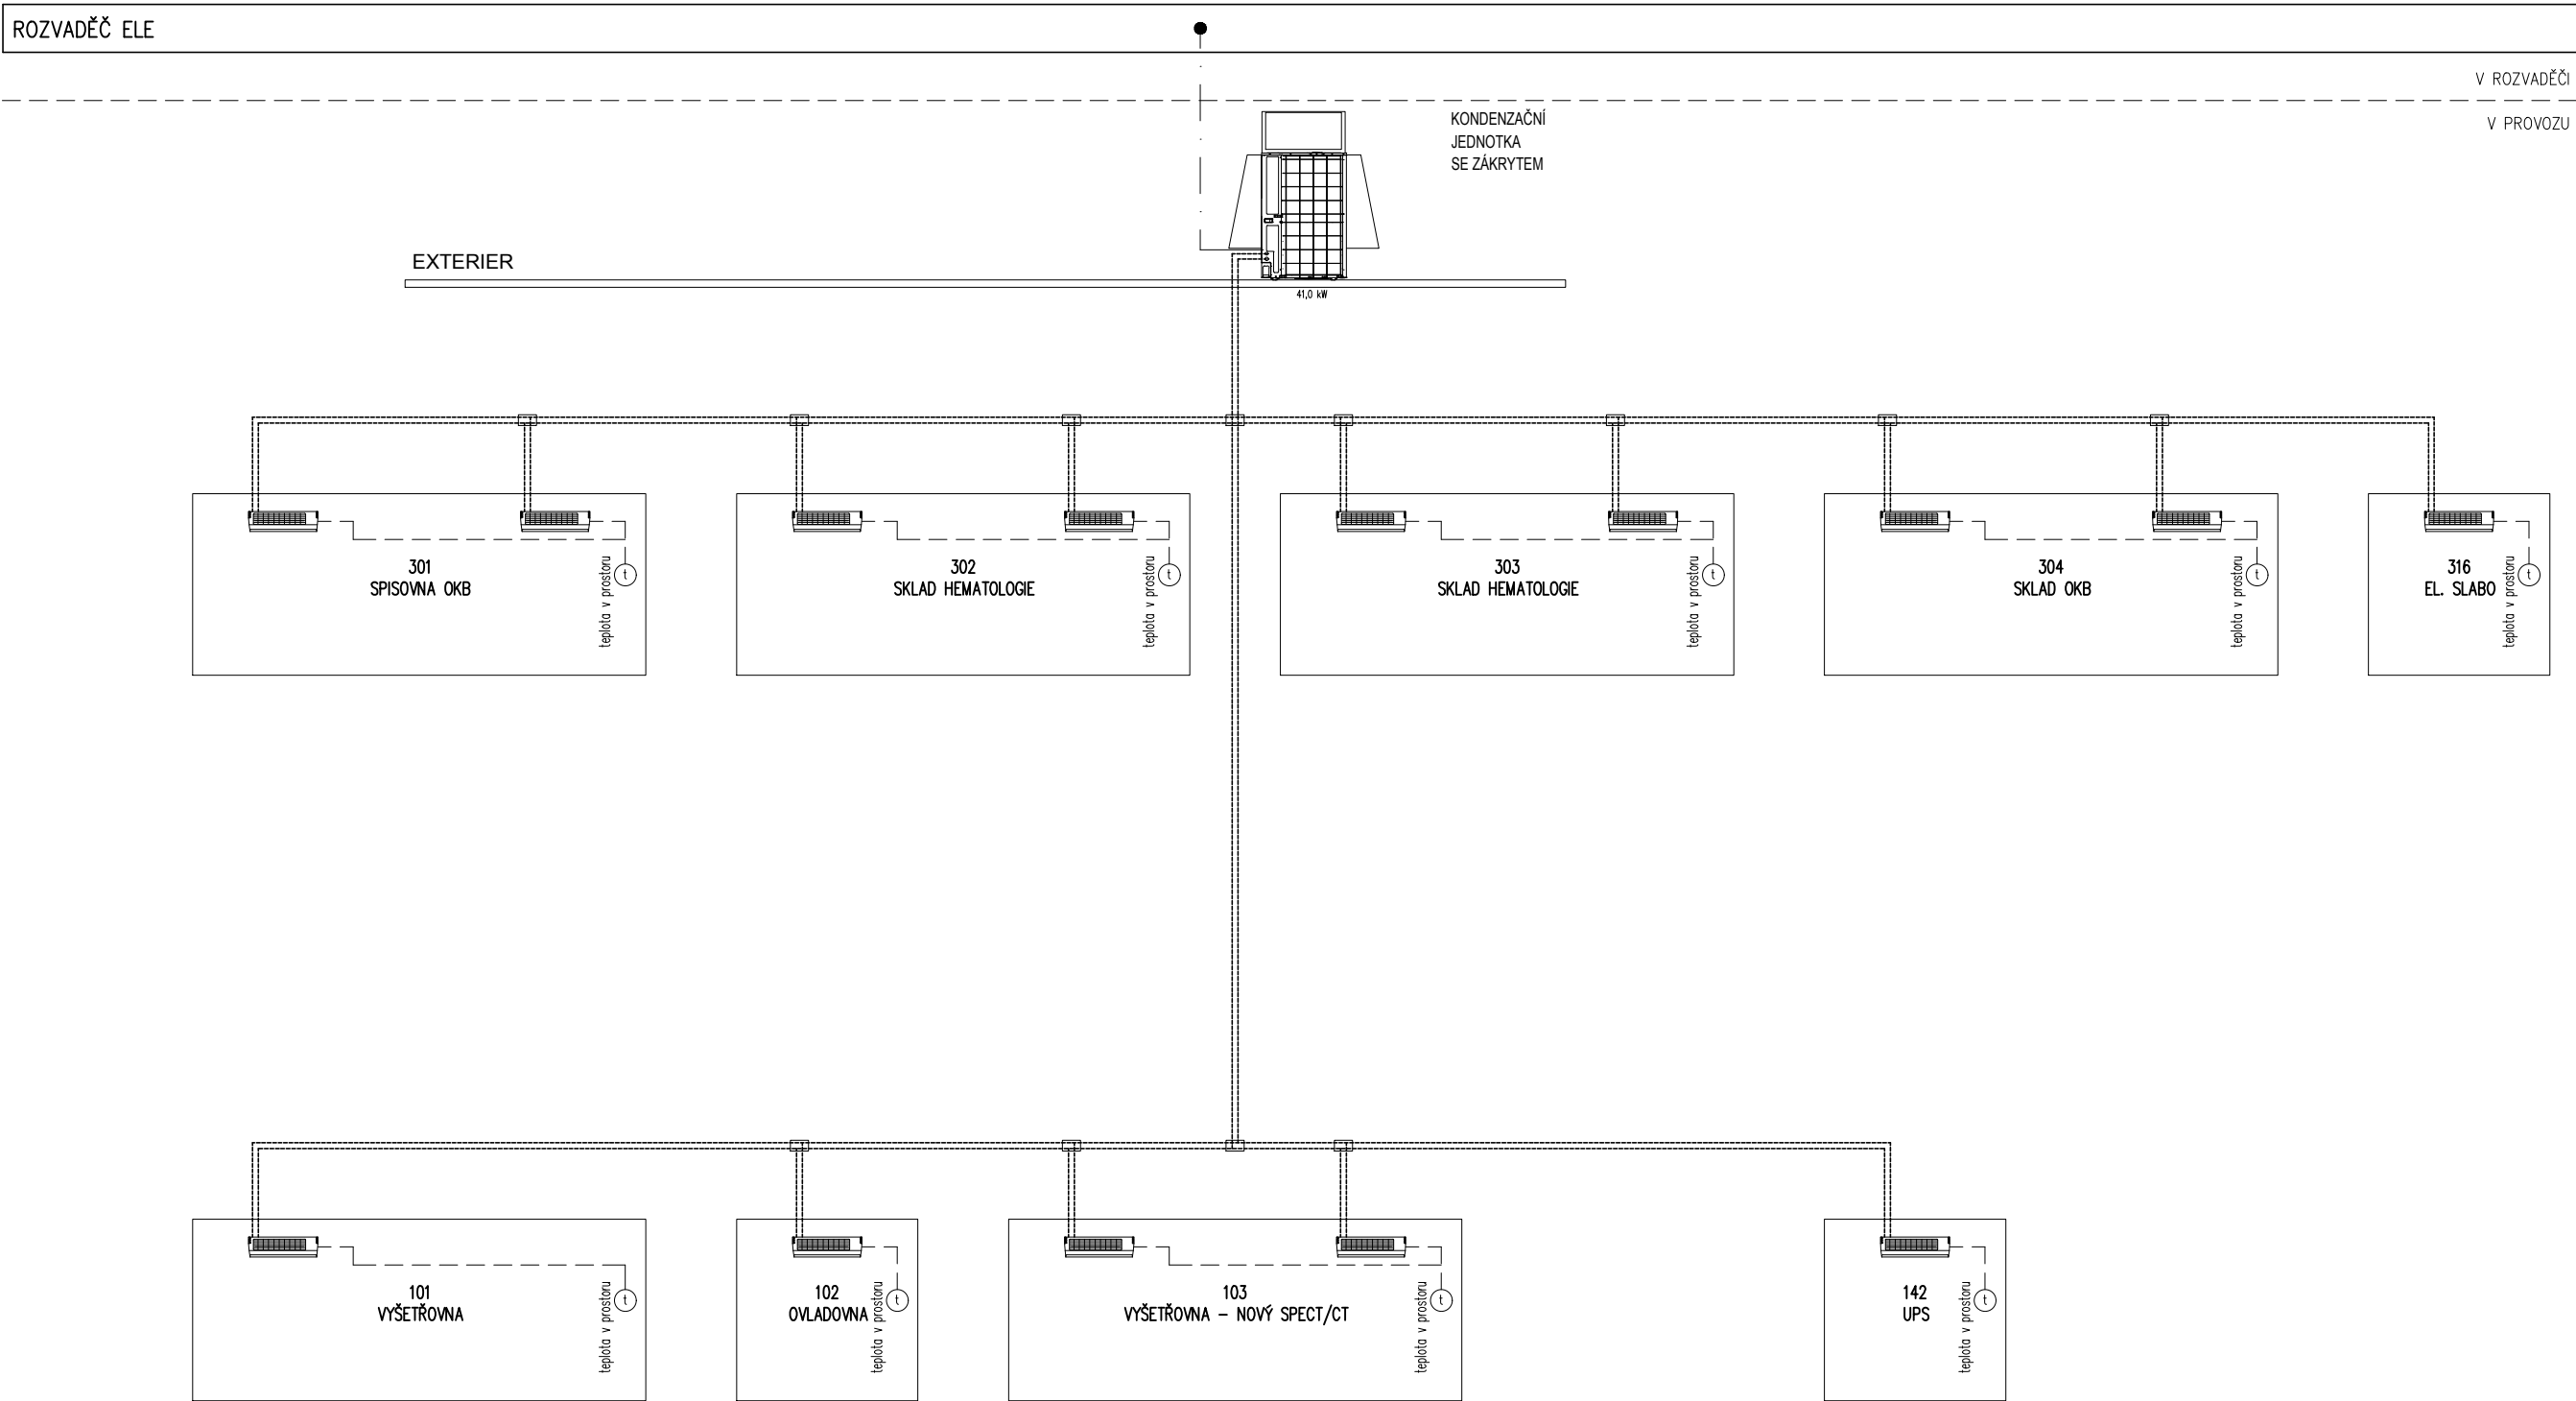 ROZVADĚČ ELE
V ROZVADĚČI
V PROVOZU
KONDENZAČNÍ
JEDNOTKA
SE ZÁKRYTEM
EXTERIER
41,0 kW
301
SPISOVNA OKB
teplota v prostoru
t
302
SKLAD HEMATOLOGIE
teplota v prostoru
t
303
SKLAD HEMATOLOGIE
teplota v prostoru
t
304
SKLAD OKB
teplota v prostoru
t
316
EL. SLABO
teplota v prostoru
t
101
VYŠETŘOVNA
teplota v prostoru
t
102
OVLADOVNA
teplota v prostoru
t
103
VYŠETŘOVNA – NOVÝ SPECT/CT
teplota v prostoru
t
142
UPS
teplota v prostoru
t